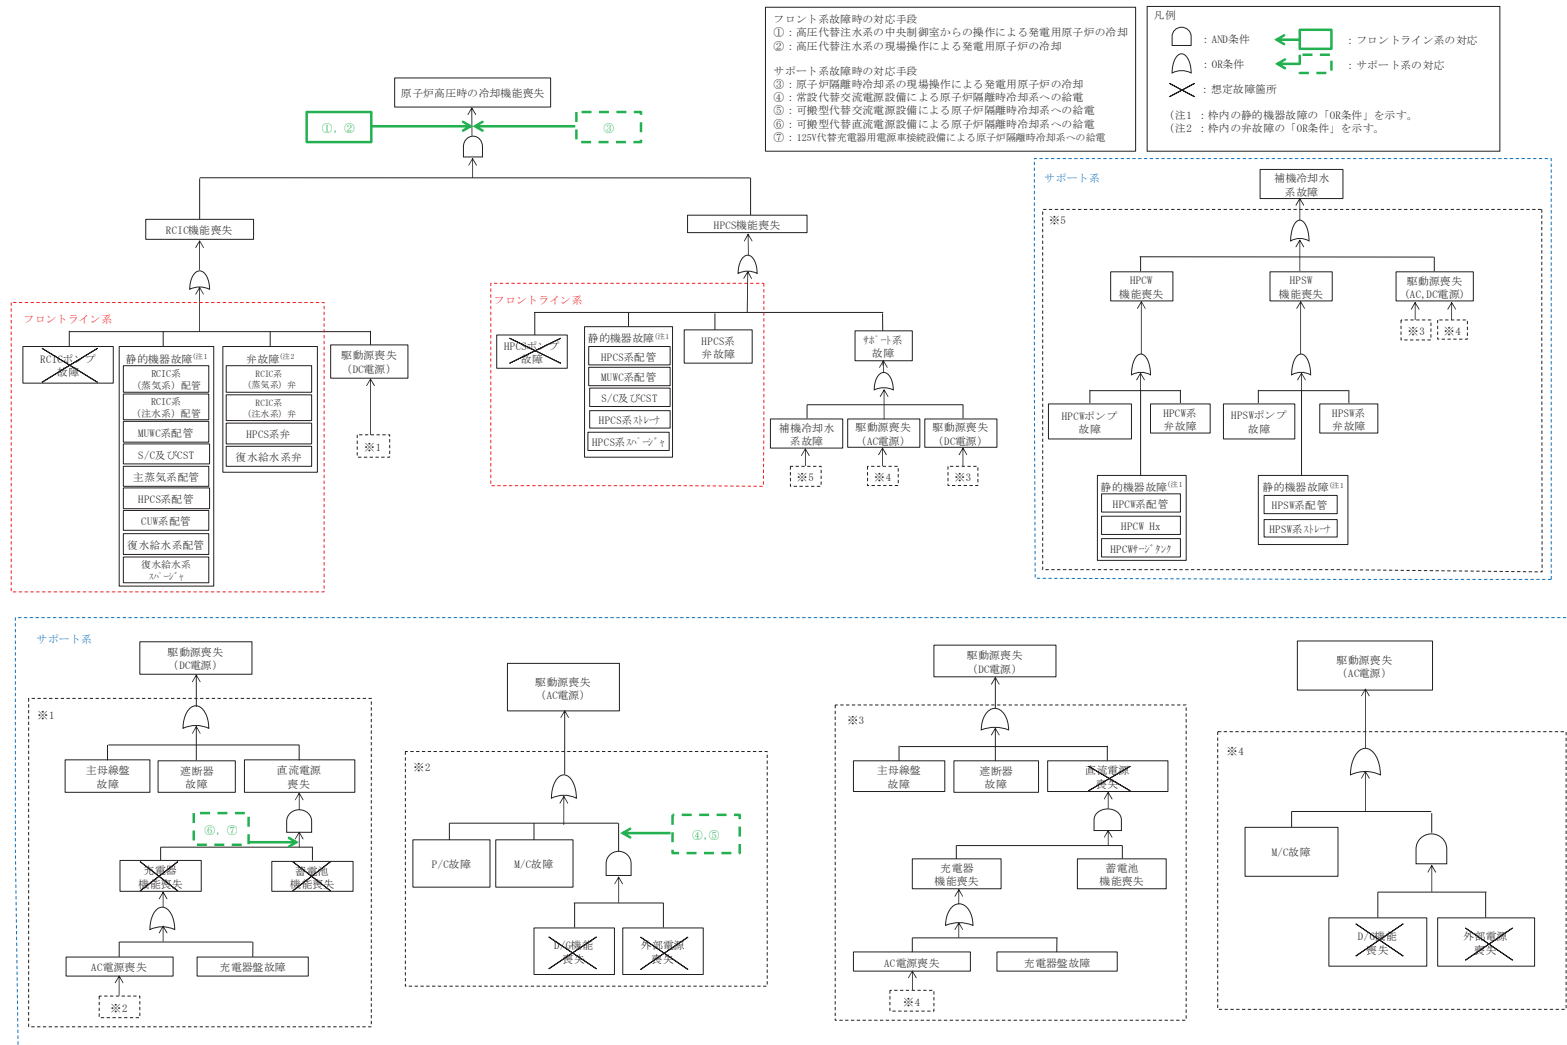 フロント系故障時の対応手段
①：高圧代替注水系の中央制御室からの操作による発電用原子炉の冷却
②：高圧代替注水系の現場操作による発電用原子炉の冷却
サポート系故障時の対応手段
③：原子炉隔離時冷却系の現場操作による発電用原子炉の冷却
④：常設代替交流電源設備による原子炉隔離時冷却系への給電
⑤：可搬型代替交流電源設備による原子炉隔離時冷却系への給電
⑥：可搬型代替直流電源設備による原子炉隔離時冷却系への給電
⑦：125V代替充電器用電源車接続設備による原子炉隔離時冷却系への給電
凡例
：AND条件
：フロントライン系の対応
：OR条件
：サポート系の対応
：想定故障箇所
(注1 ：枠内の静的機器故障の「OR条件」を示す。
(注2 ：枠内の弁故障の「OR条件」を示す。
原子炉高圧時の冷却機能喪失
①, ②
③
RCIC機能喪失
HPCS機能喪失
フロントライン系
RCICポンプ
故障
静的機器故障(注1
RCIC系
(蒸気系) 配管
RCIC系
(注水系) 配管
MUWC系配管
S/C及びCST
主蒸気系配管
HPCS系配管
CUW系配管
復水給水系配管
復水給水系
ｽﾊﾟｰｼﾞｬ
弁故障(注2
RCIC系
(蒸気系) 弁
RCIC系
(注水系) 弁
HPCS系弁
復水給水系弁
駆動源喪失
(DC電源)
※1
フロントライン系
HPCSポンプ
故障
静的機器故障(注1
HPCS系配管
MUWC系配管
S/C及びCST
HPCS系ｽﾄﾚｰﾅ
HPCS系ｽﾊﾟｰｼﾞｬ
HPCS系
弁故障
ｻﾎﾟｰﾄ系
故障
補機冷却水
系故障
駆動源喪失
(AC電源)
駆動源喪失
(DC電源)
※5
※4
※3
サポート系
補機冷却水
系故障
※5
HPCW
機能喪失
HPSW
機能喪失
駆動源喪失
(AC,DC電源)
※3
※4
HPCWポンプ
故障
HPCW系
弁故障
HPSWポンプ
故障
HPSW系
弁故障
静的機器故障(注1
HPCW系配管
HPCW Hx
HPCWｻｰｼﾞﾀﾝｸ
静的機器故障(注1
HPSW系配管
HPSW系ｽﾄﾚｰﾅ
サポート系
駆動源喪失
(DC電源)
※1
主母線盤
故障
遮断器
故障
直流電源
喪失
⑥, ⑦
充電器
機能喪失
蓄電池
機能喪失
AC電源喪失
充電器盤故障
※2
駆動源喪失
(AC電源)
※2
P/C故障
M/C故障
④,⑤
D/G機能
喪失
外部電源
喪失
駆動源喪失
(DC電源)
※3
主母線盤
故障
遮断器
故障
直流電源
喪失
充電器
機能喪失
蓄電池
機能喪失
AC電源喪失
充電器盤故障
※4
駆動源喪失
(AC電源)
※4
M/C故障
D/G機能
喪失
外部電源
喪失